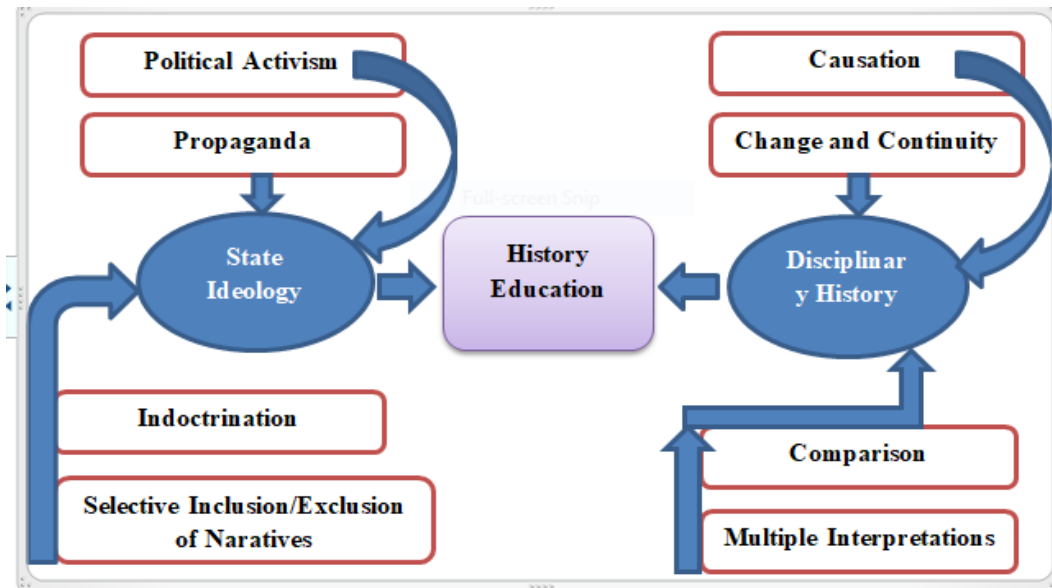 Political Activism
Propaganda
State
Ideology
Indoctrination
Selective Inclusion/Exclusion
of Naratives
Full-screen Snip
History
Education
Causation
Change and Continuity
Disciplinar
y History
Comparison
Multiple Interpretations